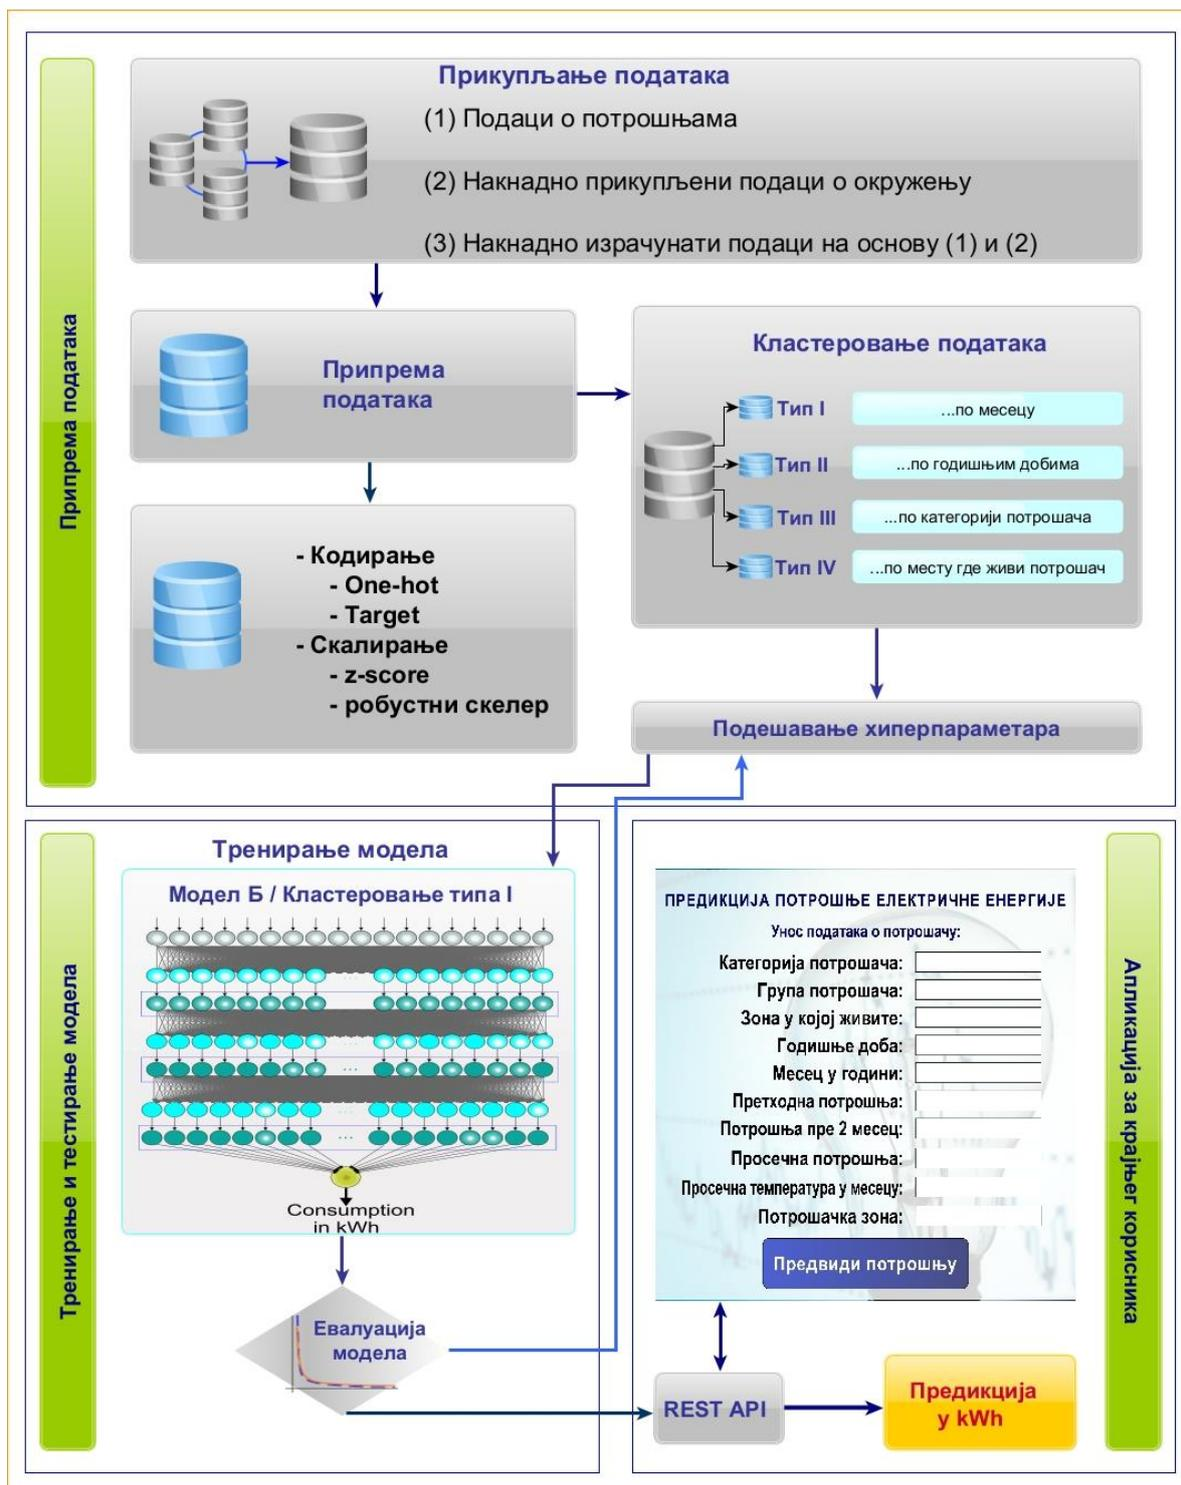 Припрема података
Прикупљање података
(1) Подаци о потрошњама
(2) Накнадно прикупљени подаци о окружењу
(3) Накнадно израчунати подаци на основу (1) и (2)
Припрема
података
- Кодирање
- One-hot
- Target
- Скалирање
- z-score
- робустни скелер
Кластеровање података
Тип I
...по месецу
Тип II
...по годишњим добима
Тип III
...по категорији потрошача
Тип IV
...по месту где живи потрошач
Подешавање хиперпараметара
Тренирање и тестирање модела
Тренирање модела
Модел Б / Кластеровање типа I
...
...
...
...
...
...
Consumption
in kWh
Евалуација
модела
ПРЕДИКЦИЈА ПОТРОШЊЕ ЕЛЕКТРИЧНЕ ЕНЕРГИЈЕ
Унос података о потрошачу:
Категорија потрошача:
Група потрошача:
Зона у којој живите:
Годишње доба:
Месец у години:
Претходна потрошња:
Потрошња пре 2 месец:
Просечна потрошња:
Просечна температура у месецу:
Потрошачка зона:
Предвиди потрошњу
REST API
Предикција
у kWh
Апликација за крајњег корисника